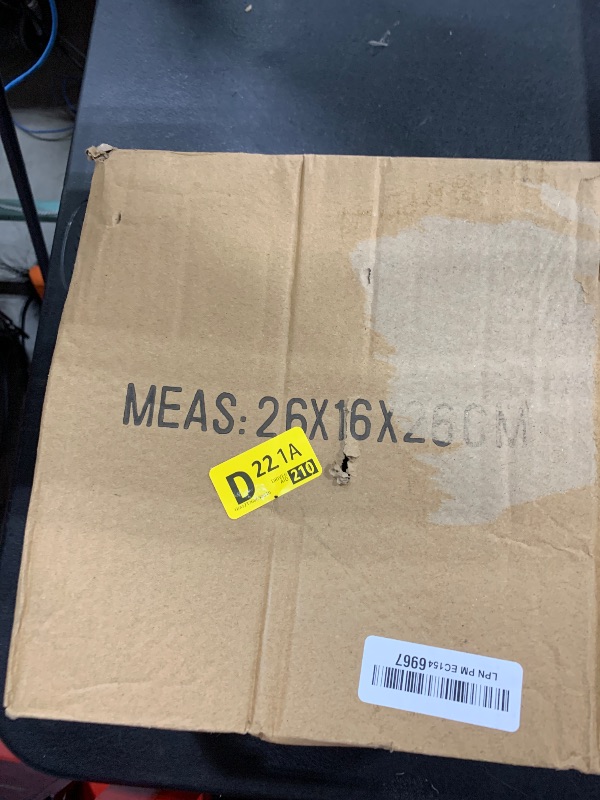 MEAS: 26X16X26CM
D 221A
210
LPN PM EC1546967